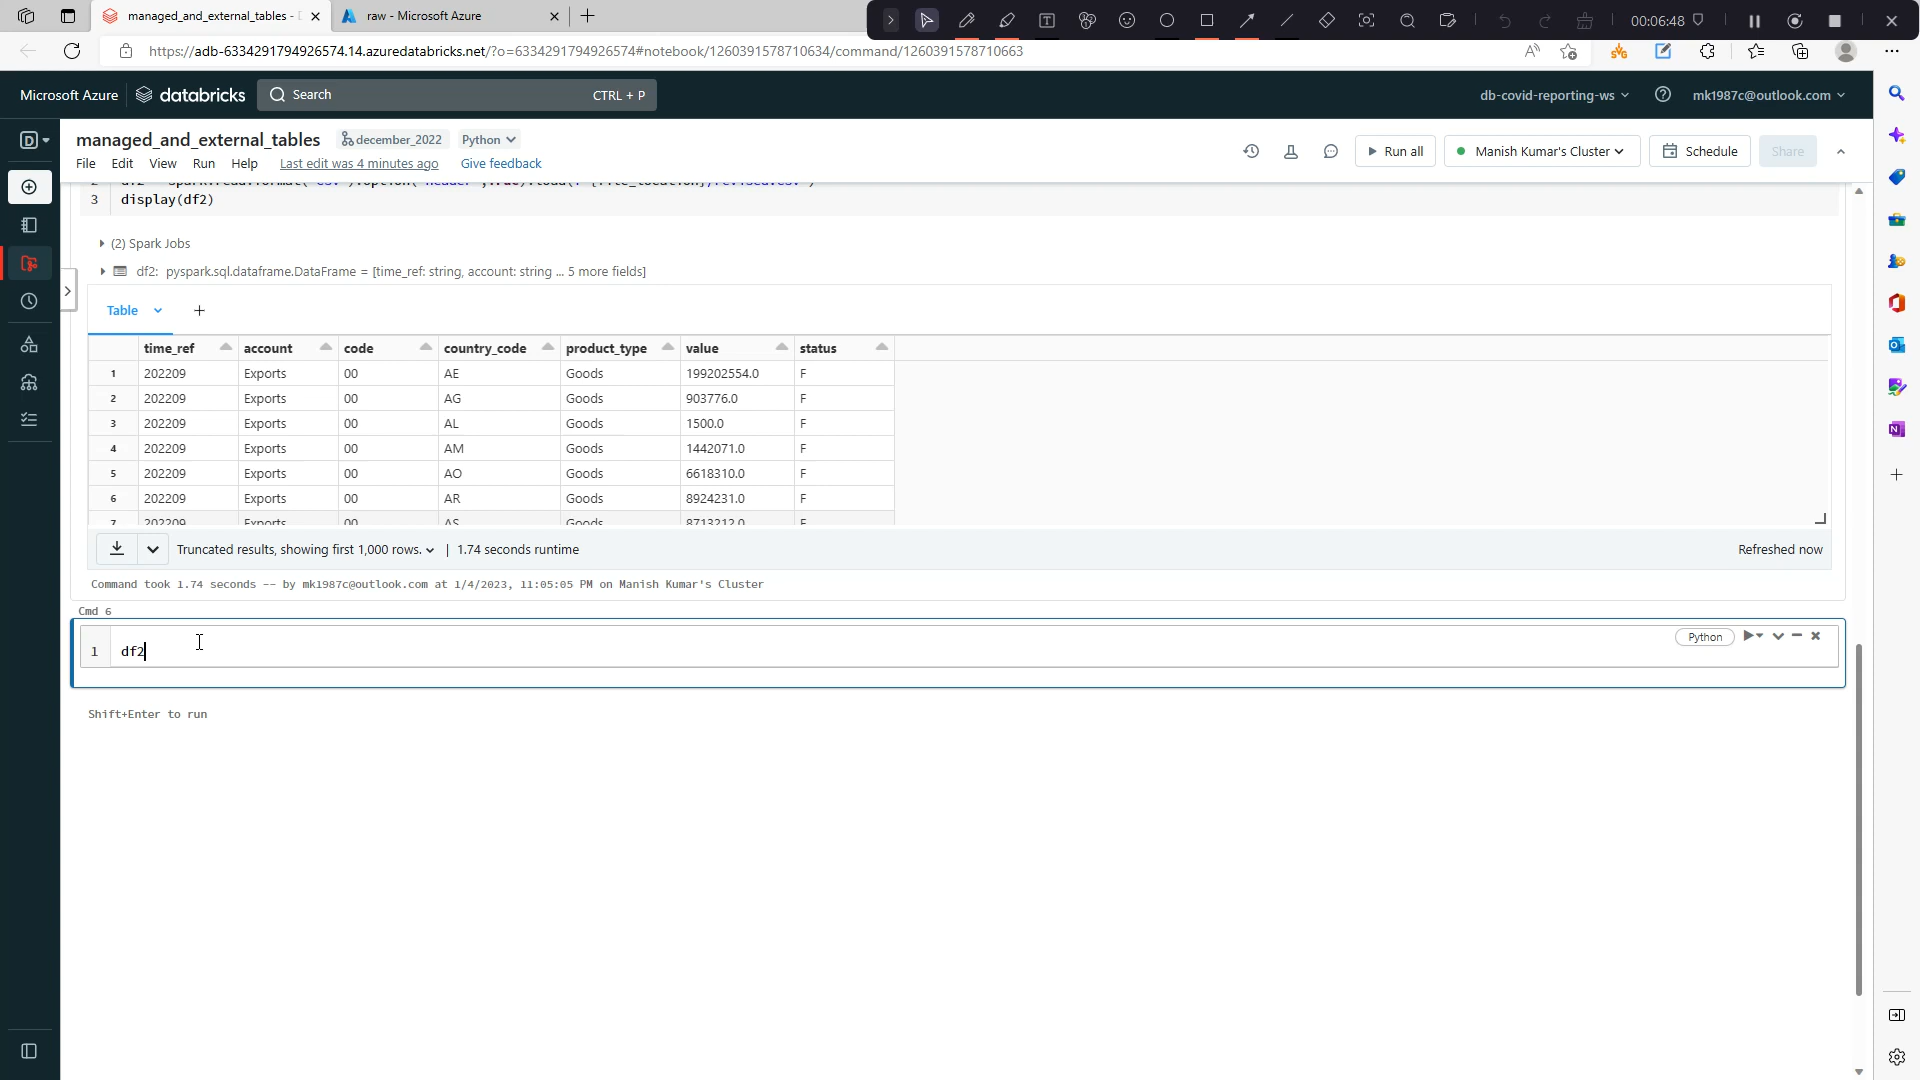 managed_and_external_tables -
raw - Microsoft Azure
00:06:48
https://adb-6334291794926574.14.azuredatabricks.net/?o=6334291794926574#notebook/1260391578710634/command/1260391578710663
Microsoft Azure
databricks
Search
CTRL + P
db-covid-reporting-ws
mk1987c@outlook.com
managed_and_external_tables
december_2022
Python
File Edit View Run Help Last edit was 4 minutes ago Give feedback
Run all
Manish Kumar's Cluster
Schedule
Share
3 display(df2)
(2) Spark Jobs
df2: pyspark.sql.dataframe.DataFrame = [time_ref: string, account: string ... 5 more fields]
Table +
time_ref account code country_code product_type value status
1 202209 Exports 00 AE Goods 199202554.0 F
2 202209 Exports 00 AG Goods 903776.0 F
3 202209 Exports 00 AL Goods 1500.0 F
4 202209 Exports 00 AM Goods 1442071.0 F
5 202209 Exports 00 AO Goods 6618310.0 F
6 202209 Exports 00 AR Goods 8924231.0 F
7 202209 Exports 00 AS Goods 8713212.0 F
Truncated results, showing first 1,000 rows. | 1.74 seconds runtime
Refreshed now
Command took 1.74 seconds -- by mk1987c@outlook.com at 1/4/2023, 11:05:05 PM on Manish Kumar's Cluster
Cmd 6
Python
1 df2
Shift+Enter to run